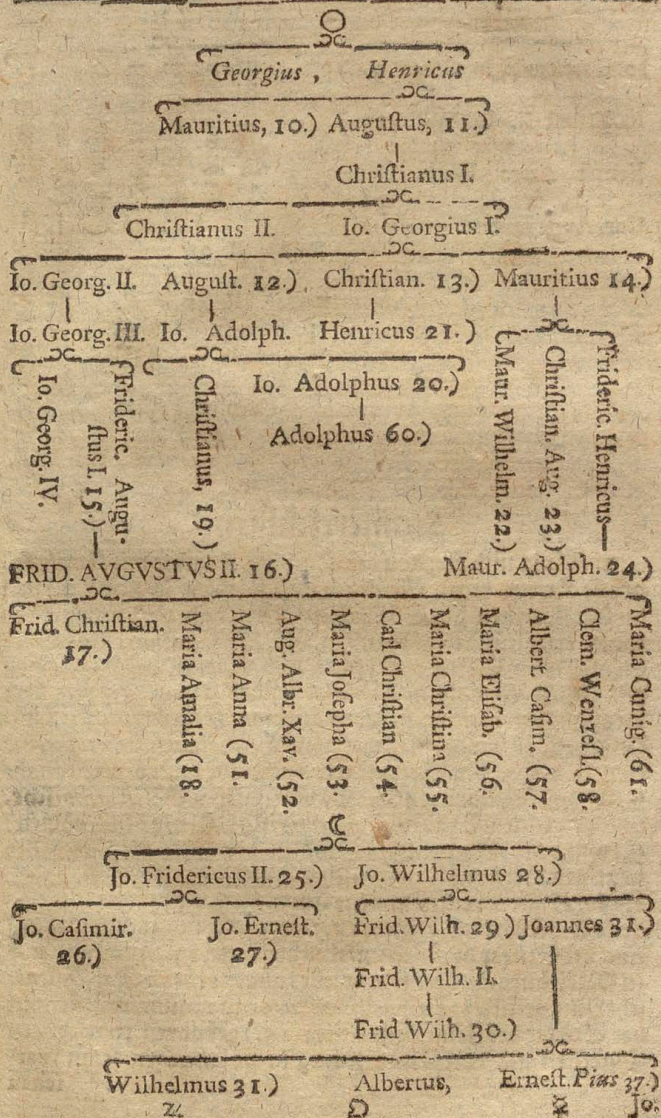 Georgius , Henricus
Mauritius, 10.) Auguſtus, 11.)
Chriſtianus I.
Chriſtianus II. Io. Georgius I.
Io. Georg. II. Auguſt. 12.) Chriſtian. 13.) Mauritius 14.)
Io. Georg. III. Io. Adolph. Henricus 21.)
Io. Georg. IV.
Frideric. Augu-
ſtus I. 15.)
Chriſtianus, 19.)
Io. Adolphus 20.)
Adolphus 60.)
Maur. Wilhelm. 22.)
Chriſtian. Aug. 23.)
Frideric. Henricus
FRID. AVGVSTVS II. 16.) Maur. Adolph. 24.)
Frid. Chriſtian.
17.)
Maria Amalia (18.
Maria Anna (51.
Aug. Albr. Xav. (52.
Maria Joſepha (53.
Carl Chriſtian (54.
Maria Chriſtina (55.
Maria Eliſab. (56.
Albert Caſim. (57.
Clem. Wenzeſl. (58.
Maria Cunig. (61.
Jo. Fridericus II. 25.) Jo. Wilhelmus 28.)
Jo. Caſimir. Jo. Erneſt. Frid. Wilh. 29 ) Joannes 31.)
26.) 27.)
Frid. Wilh. II.
Frid Wilh. 30.)
Wilhelmus 31.) Albertus, Erneſt. Pius 37.)
Jo.